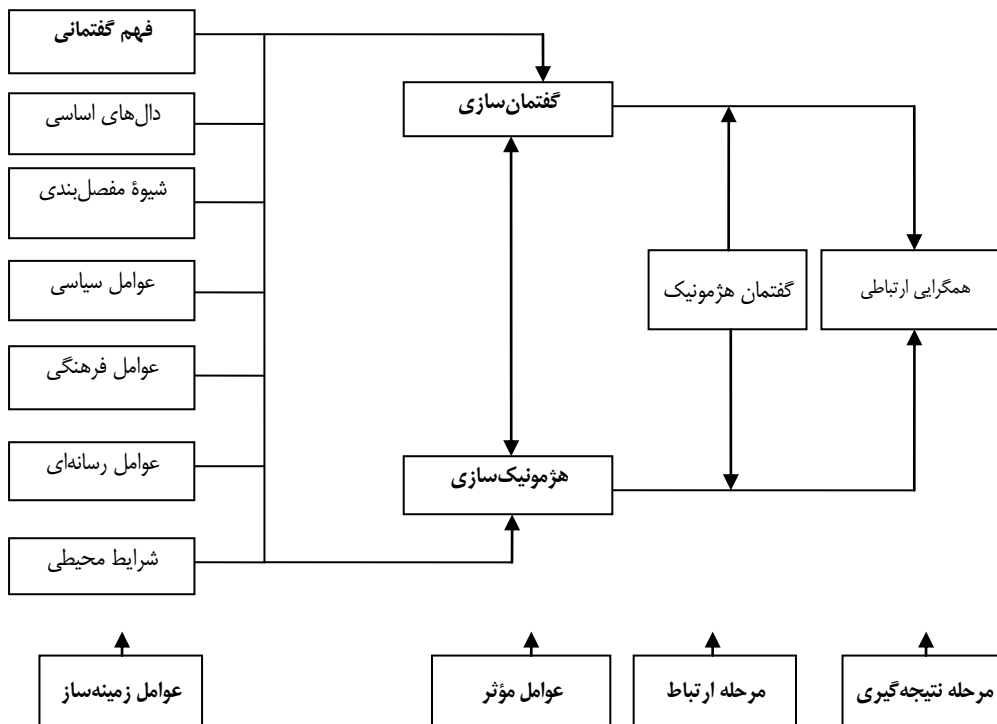 فهم گفتمانی
دال‌های اساسی
شیوهٔ مفصل‌بندی
عوامل سیاسی
عوامل فرهنگی
عوامل رسانه‌ای
شرایط محیطی
گفتمان‌سازی
هژمونیک‌سازی
گفتمان هژمونیک
همگرایی ارتباطی
عوامل زمینه‌ساز
عوامل مؤثر
مرحله ارتباط
مرحله نتیجه‌گیری